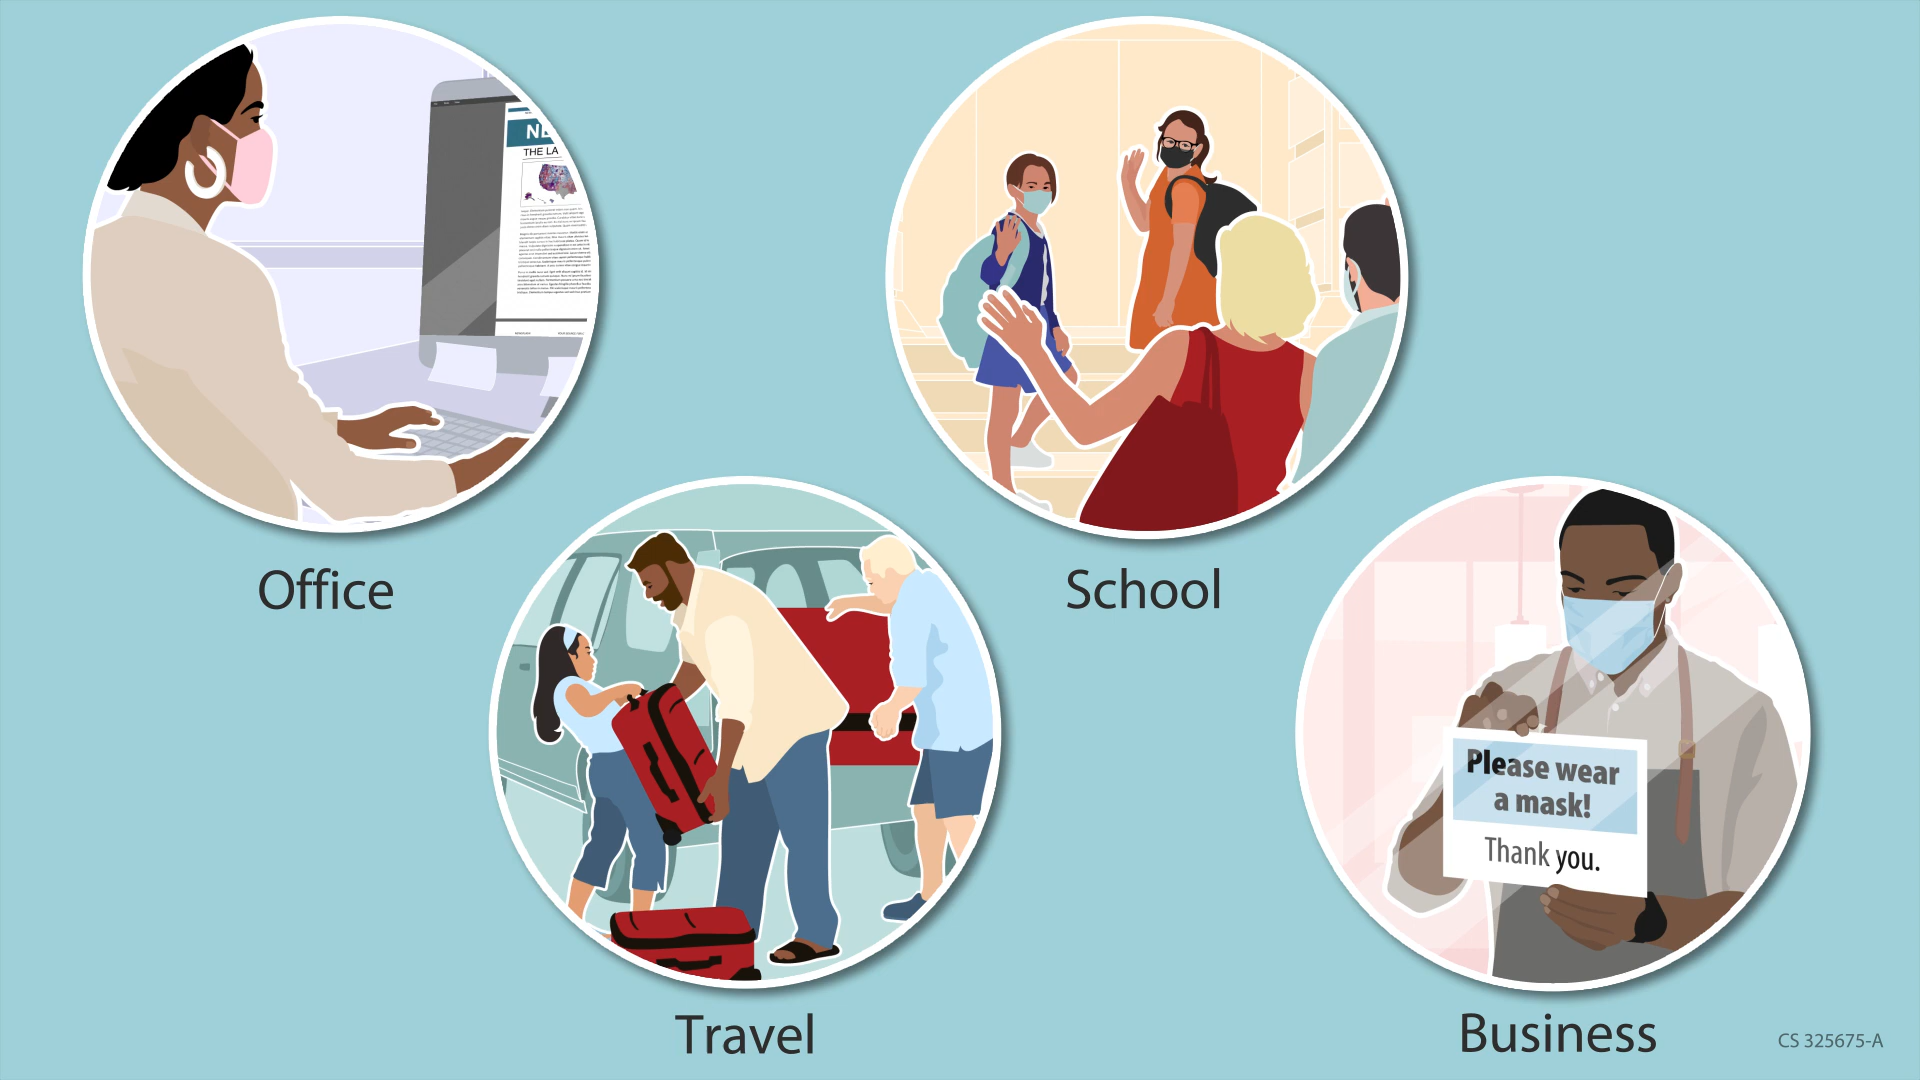 NE
THE LA
Office
School
Please wear
a mask!
Thank you.
Travel
Business
CS 325675-A